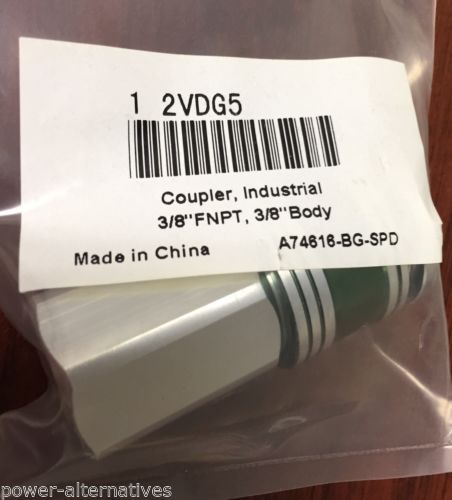 1 2VDG5
Coupler, Industrial
3/8"FNPT, 3/8"Body
Made in China A74616-BG-SPD
power-alternatives